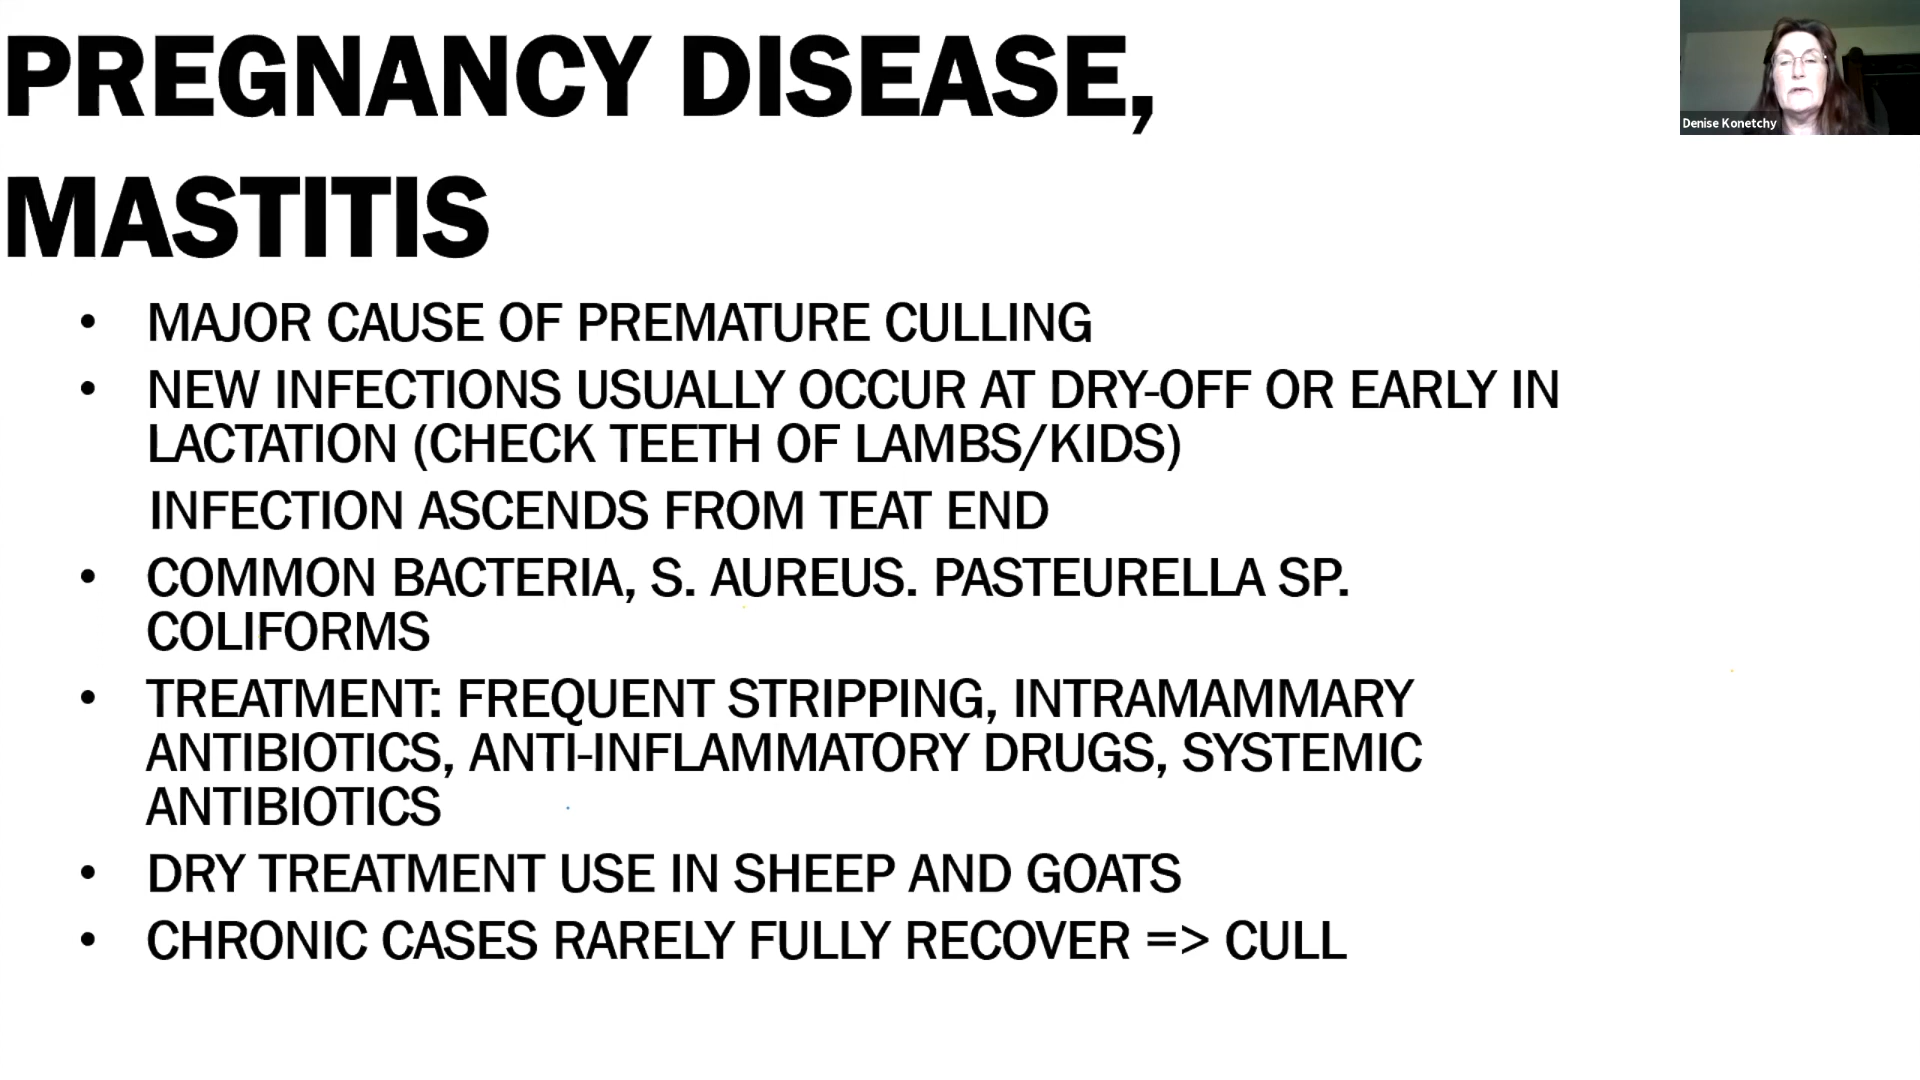 PREGNANCY DISEASE,
MASTITIS
Denise Konetchy
• MAJOR CAUSE OF PREMATURE CULLING
• NEW INFECTIONS USUALLY OCCUR AT DRY-OFF OR EARLY IN
LACTATION (CHECK TEETH OF LAMBS/KIDS)
INFECTION ASCENDS FROM TEAT END
• COMMON BACTERIA, S. AUREUS. PASTEURELLA SP.
COLIFORMS
• TREATMENT: FREQUENT STRIPPING, INTRAMAMMARY
ANTIBIOTICS, ANTI-INFLAMMATORY DRUGS, SYSTEMIC
ANTIBIOTICS
• DRY TREATMENT USE IN SHEEP AND GOATS
• CHRONIC CASES RARELY FULLY RECOVER => CULL